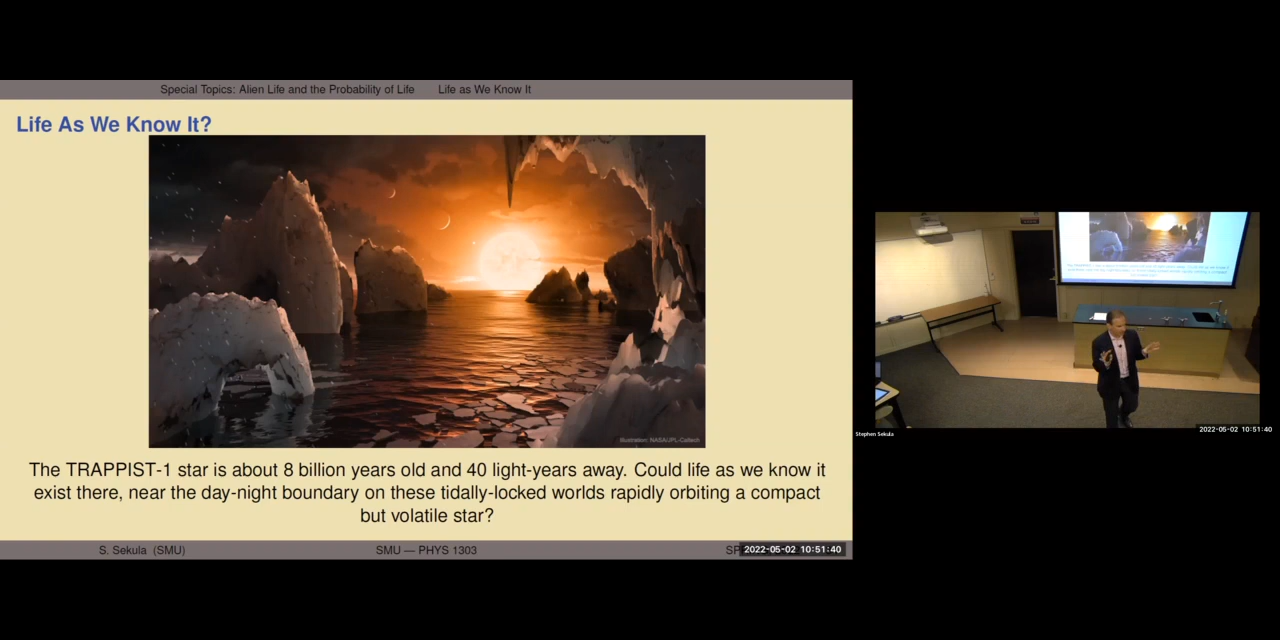 Special Topics: Alien Life and the Probability of Life Life as We Know It
Life As We Know It?
Illustration: NASA/JPL-Caltech
The TRAPPIST-1 star is about 8 billion years old and 40 light-years away. Could life as we know it
exist there, near the day-night boundary on these tidally-locked worlds rapidly orbiting a compact
but volatile star?
S. Sekula (SMU) SMU — PHYS 1303 SP
2022-05-02 10:51:40
Stephen Sekula
2022-05-02 10:51:40